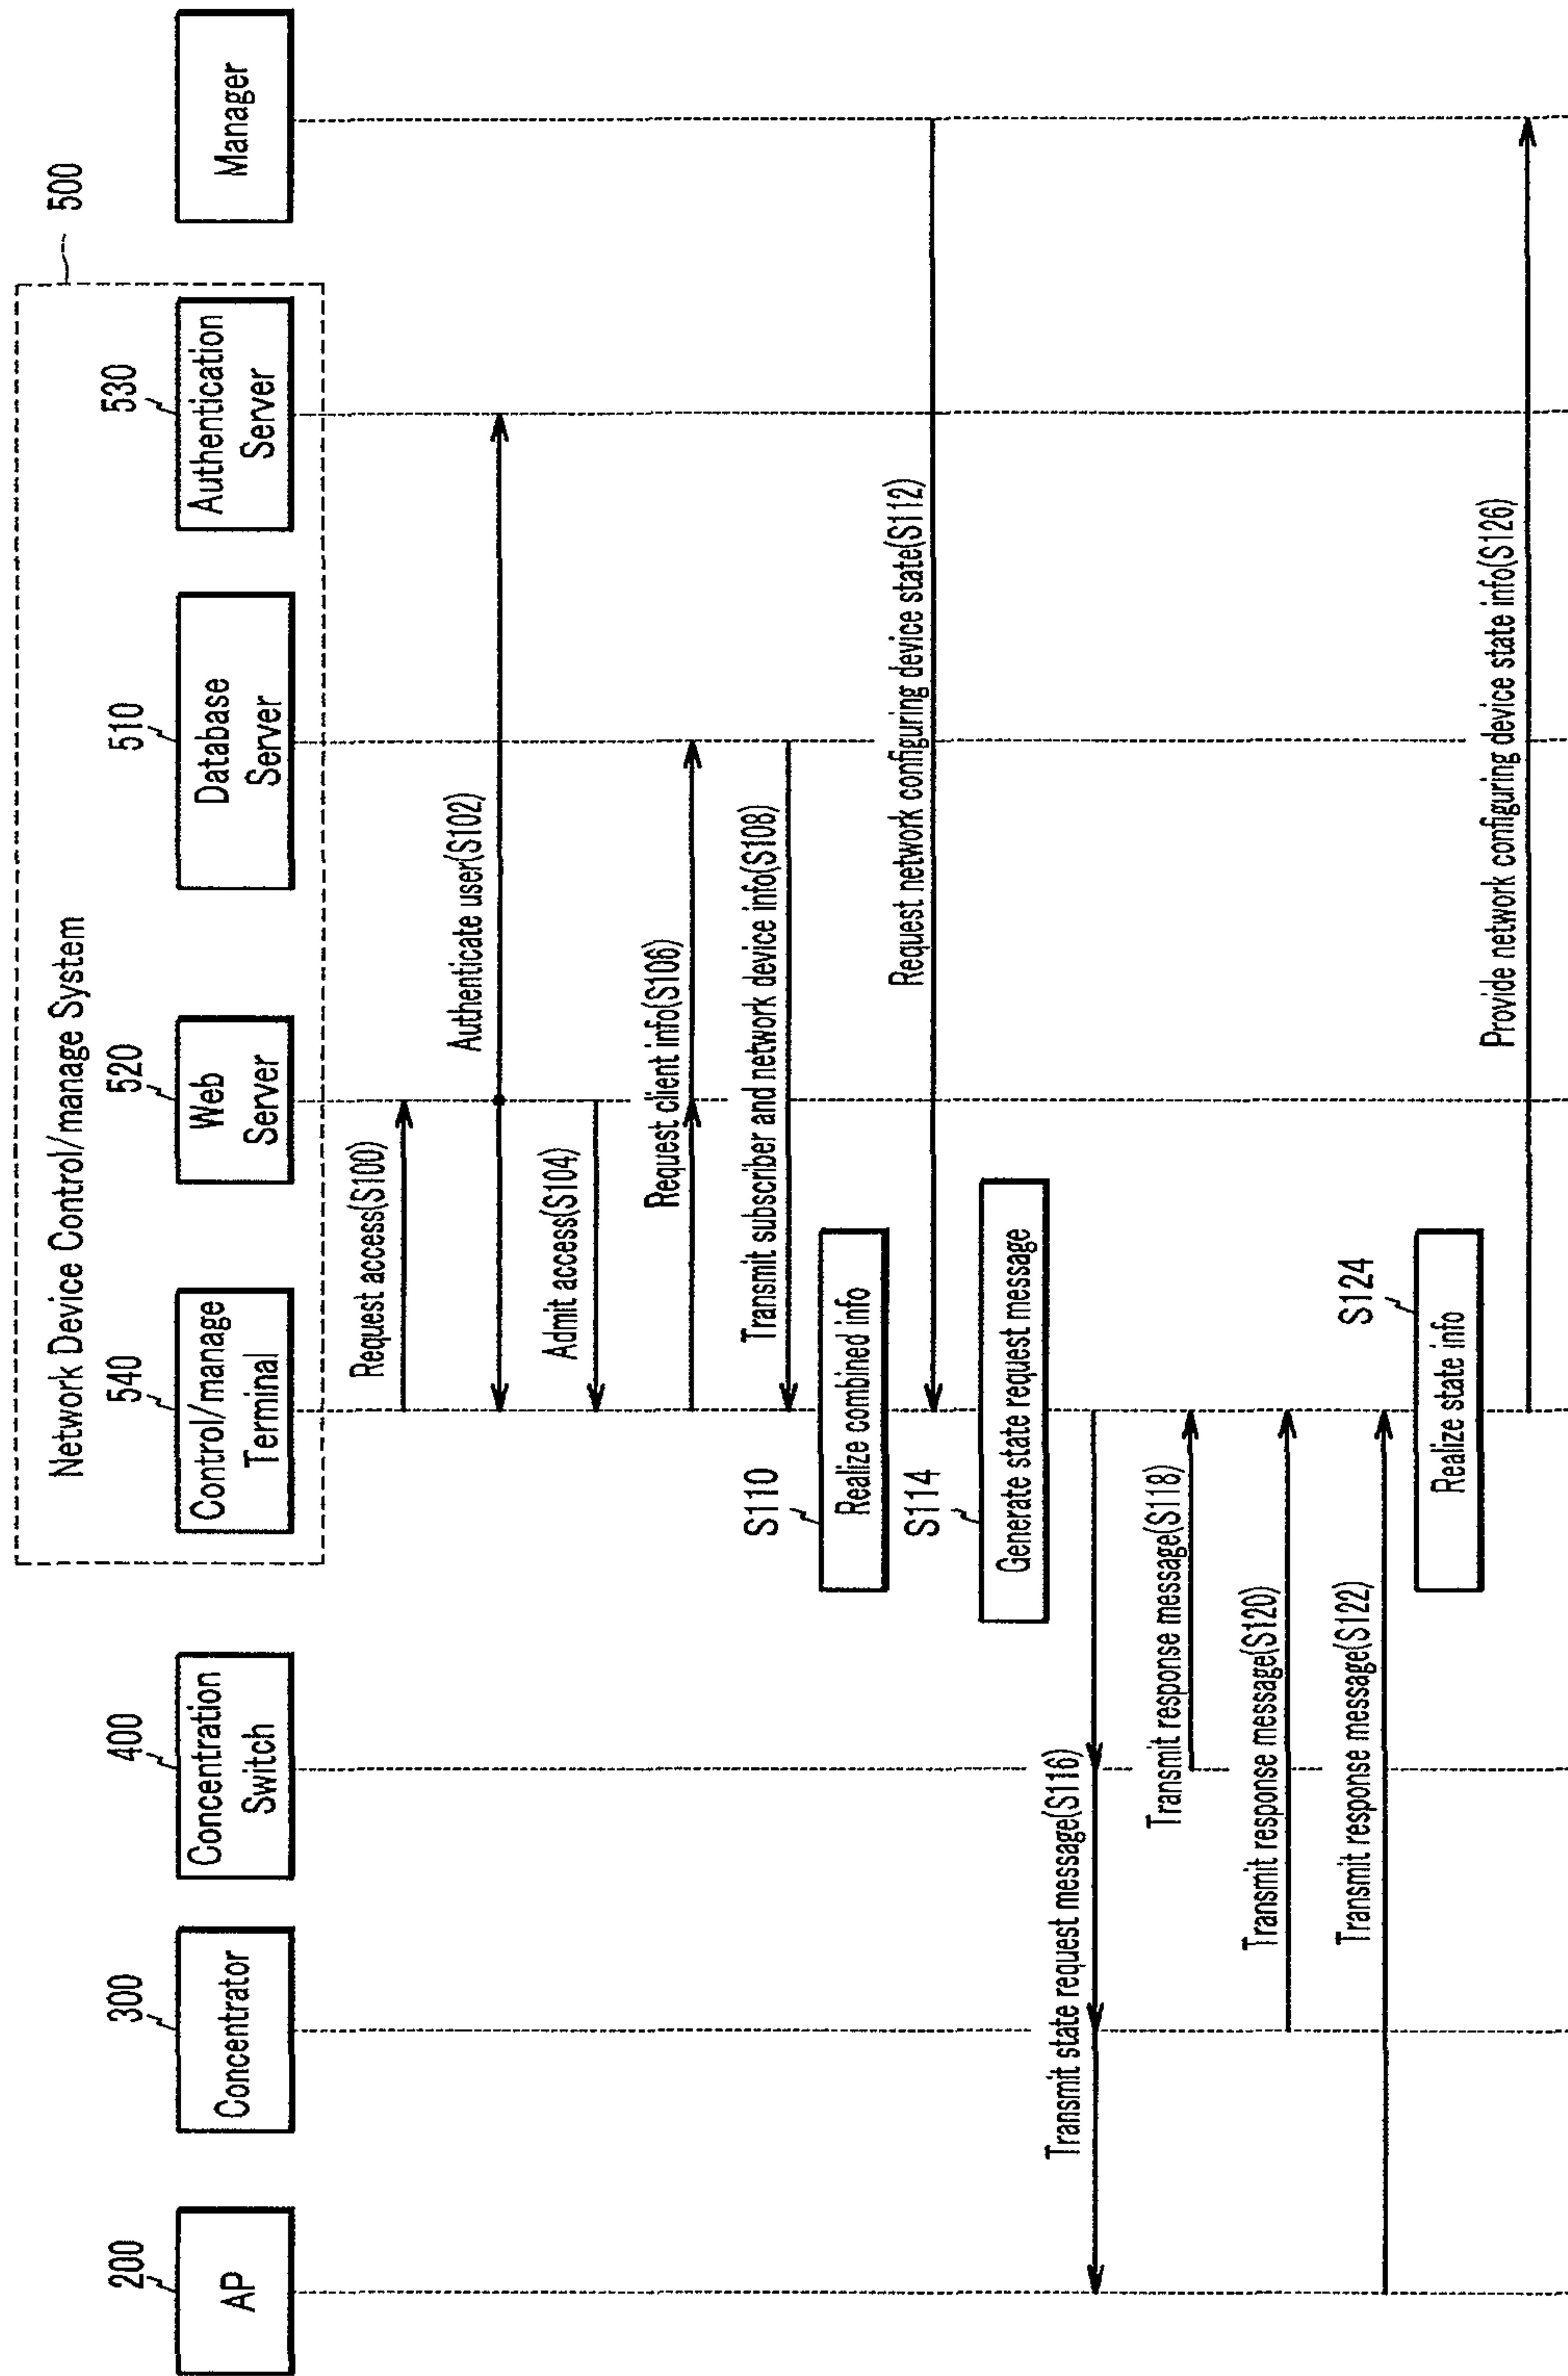 Network Device Control/manage System
500
200
300
400
540
520
510
530
AP
Concentrator
Concentration
Switch
Control/manage
Terminal
Web
Server
Database
Server
Authentication
Server
Manager
Request access(S100)
Authenticate user(S102)
Admit access(S104)
Request client info(S106)
Transmit subscriber and network device info(S108)
S110
Realize combined info
Request network configuring device state(S112)
S114
Generate state request message
Transmit state request message(S116)
Transmit response message(S118)
Transmit response message(S120)
Transmit response message(S122)
S124
Realize state info
Provide network configuring device state info(S126)